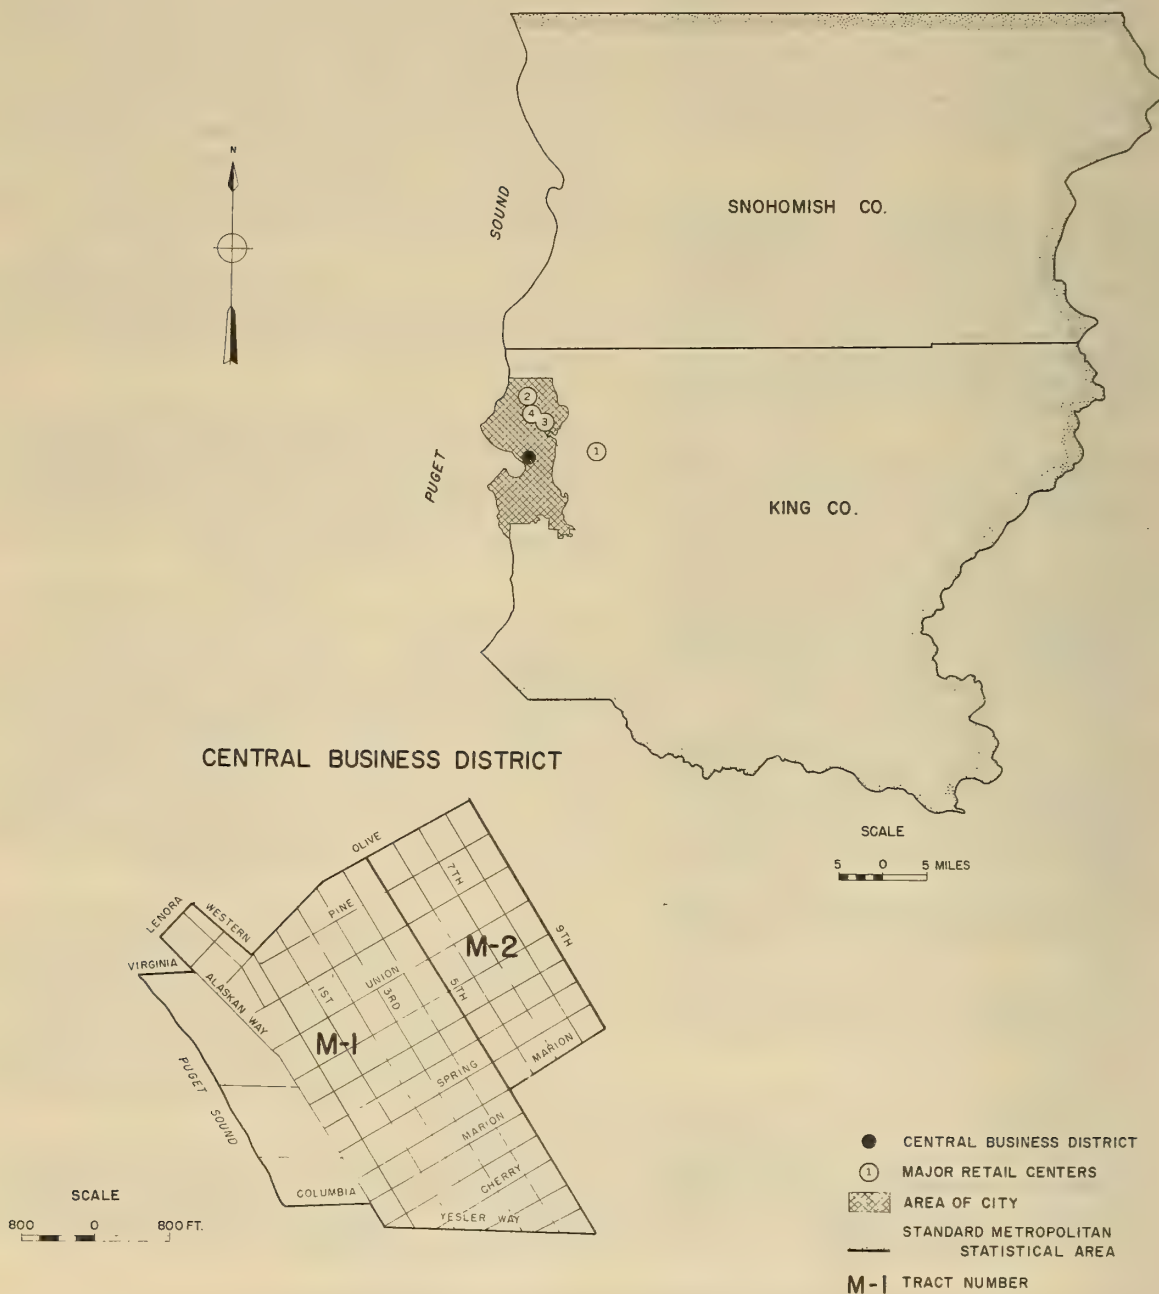 N
SOUND
SNOHOMISH CO.
2
4
3
1
PUGET
KING CO.
CENTRAL BUSINESS DISTRICT
SCALE
5 0 5 MILES
OLIVE
LENORA
WESTERN
PINE
7TH
9TH
VIRGINIA
ALASKAN WAY
1ST
UNION
3RD
5TH
M-2
M-1
MARION
SPRING
PUGET SOUND
MARION
CHERRY
COLUMBIA
YESLER WAY
SCALE
800 0 800 FT.
CENTRAL BUSINESS DISTRICT
1 MAJOR RETAIL CENTERS
AREA OF CITY
STANDARD METROPOLITAN
STATISTICAL AREA
M-1 TRACT NUMBER